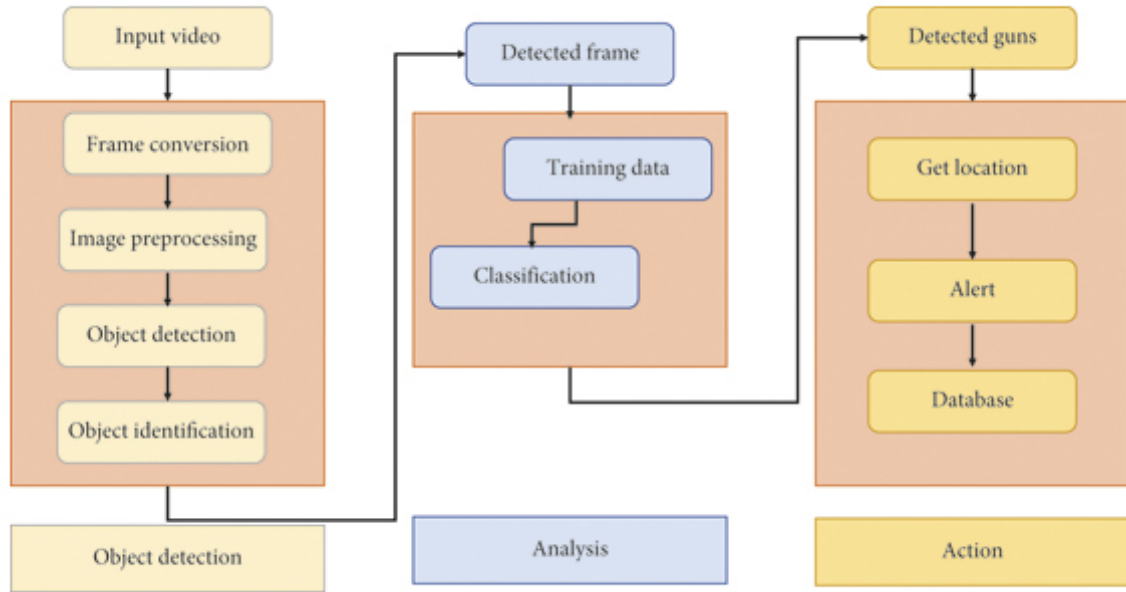 Input video
Frame conversion
Image preprocessing
Object detection
Object identification
Object detection
Detected frame
Training data
Classification
Analysis
Detected guns
Get location
Alert
Database
Action